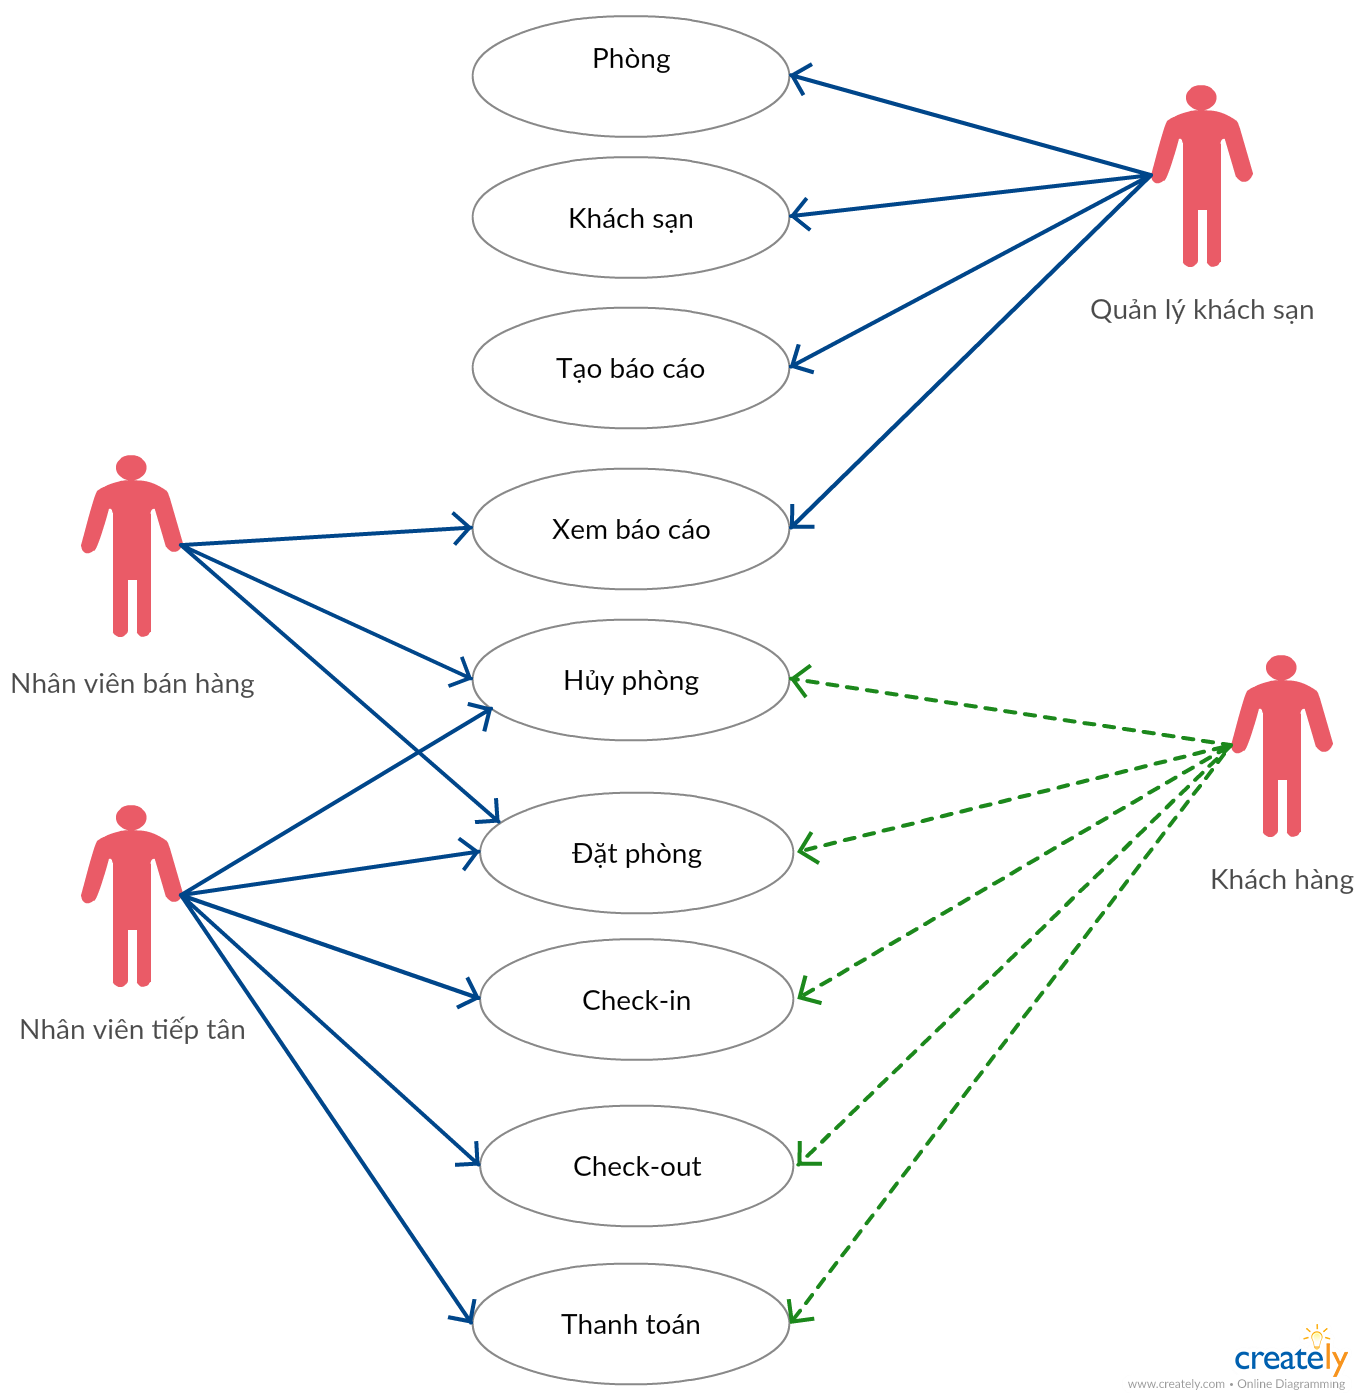 Phòng
Khách sạn
Quản lý khách sạn
Tạo báo cáo
Xem báo cáo
Nhân viên bán hàng
Hủy phòng
Đặt phòng
Khách hàng
Check-in
Nhân viên tiếp tân
Check-out
Thanh toán
creately
www.creately.com • Online Diagramming